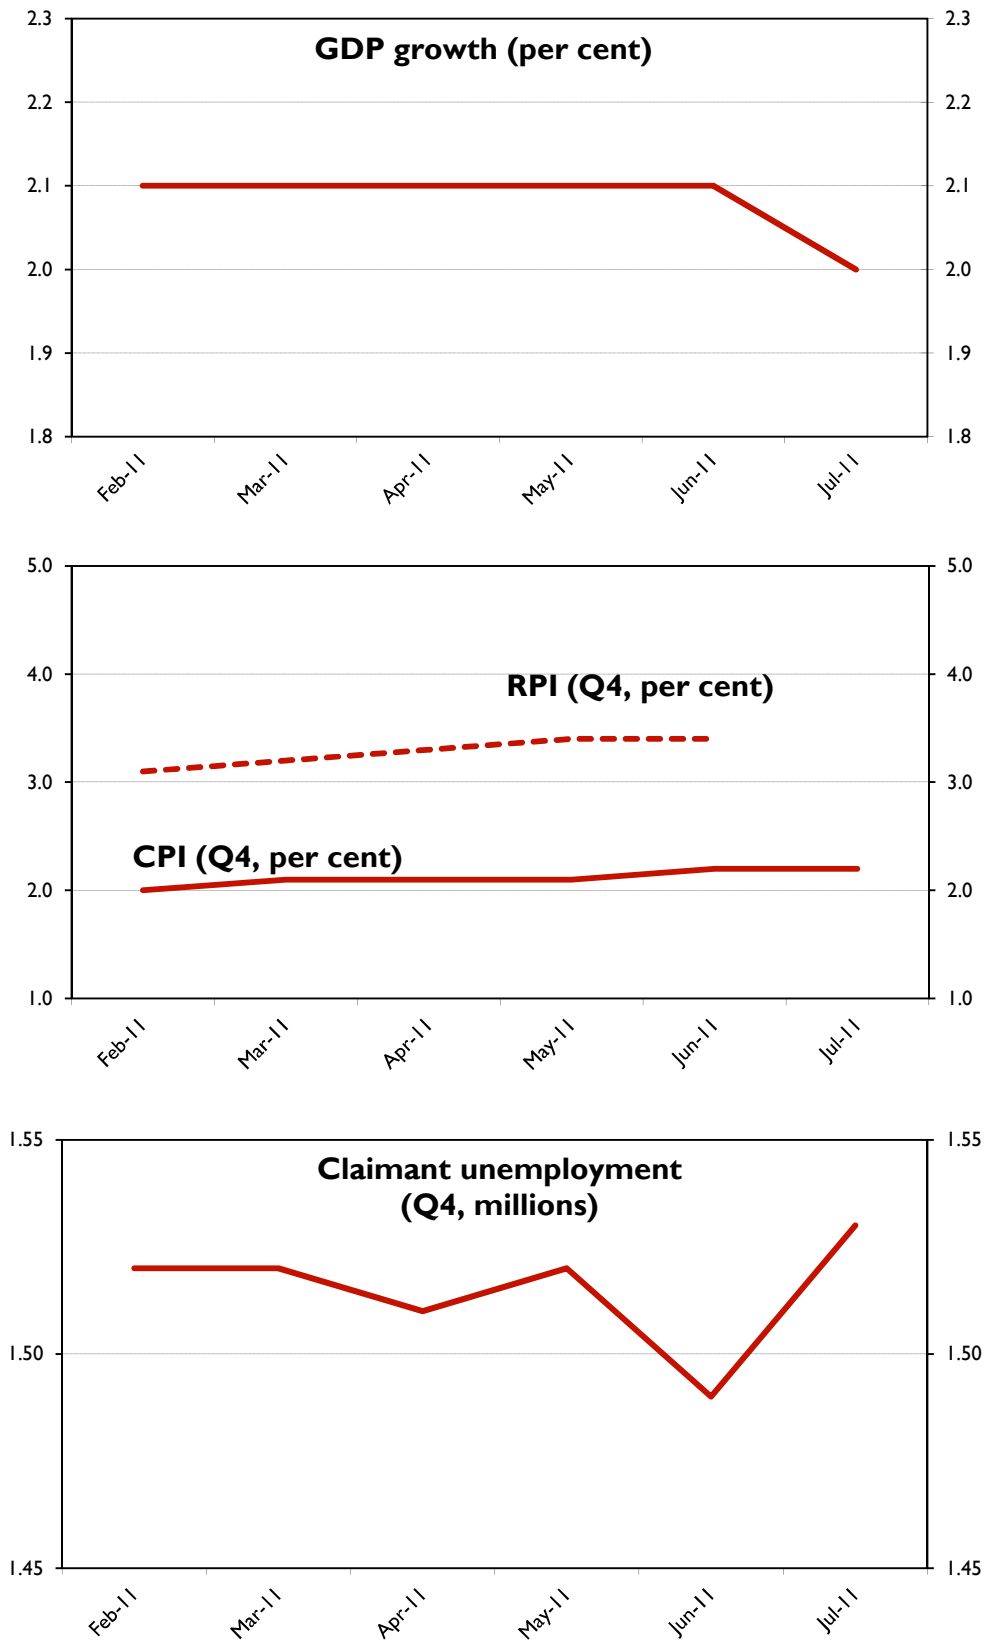 GDP growth (per cent)
2.3 2.3
2.2 2.2
2.1 2.1
2.0 2.0
1.9 1.9
1.8 1.8
Feb-11 Mar-11 Apr-11 May-11 Jun-11 Jul-11
5.0 5.0
4.0 4.0
RPI (Q4, per cent)
3.0 3.0
CPI (Q4, per cent)
2.0 2.0
1.0 1.0
Feb-11 Mar-11 Apr-11 May-11 Jun-11 Jul-11
1.55 1.55
Claimant unemployment
(Q4, millions)
1.50 1.50
1.45 1.45
Feb-11 Mar-11 Apr-11 May-11 Jun-11 Jul-11